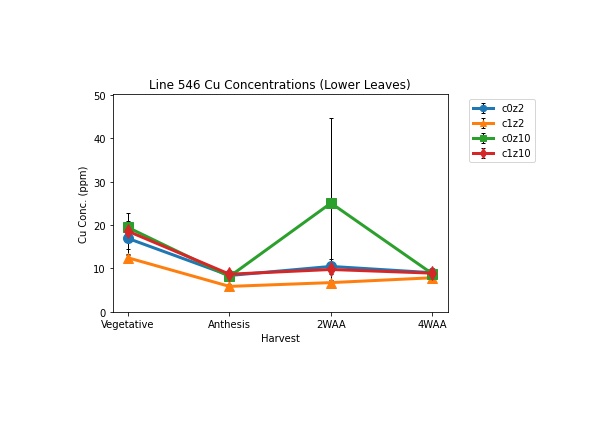 Line 546 Cu Concentrations (Lower Leaves)
50
40
30
20
10
0
Cu Conc. (ppm)
Vegetative Anthesis 2WAA 4WAA
Harvest
c0z2
c1z2
c0z10
c1z10